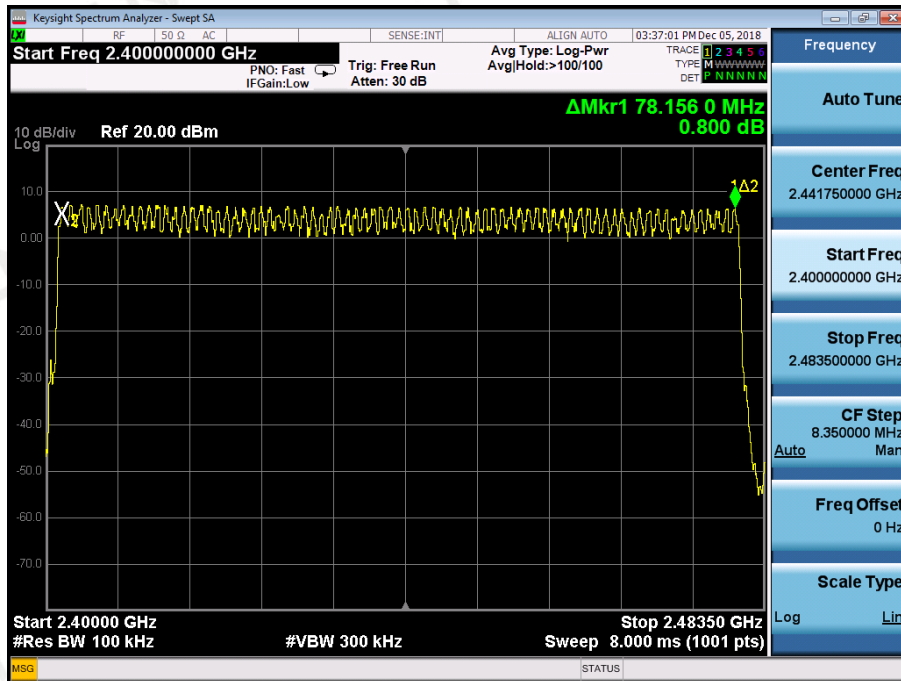 Keysight Spectrum Analyzer - Swept SA
LXI RF 50 Ω AC SENSE:INT ALIGN AUTO 03:37:01 PM Dec 05, 2018
Start Freq 2.400000000 GHz
PNO: Fast
IFGain:Low
Trig: Free Run
Atten: 30 dB
Avg Type: Log-Pwr
Avg|Hold:>100/100
TRACE 1 2 3 4 5 6
TYPE M WWWWW
DET P N N N N N
ΔMkr1 78.156 0 MHz
0.800 dB
10 dB/div Ref 20.00 dBm
Log
1Δ2
10.0
X2
0.00
-10.0
-20.0
-30.0
-40.0
-50.0
-60.0
-70.0
Start 2.40000 GHz Stop 2.48350 GHz
#Res BW 100 kHz #VBW 300 kHz Sweep 8.000 ms (1001 pts)
MSG STATUS
Frequency
Auto Tune
Center Freq
2.441750000 GHz
Start Freq
2.400000000 GHz
Stop Freq
2.483500000 GHz
CF Step
8.350000 MHz
Auto Man
Freq Offset
0 Hz
Scale Type
Log Lin